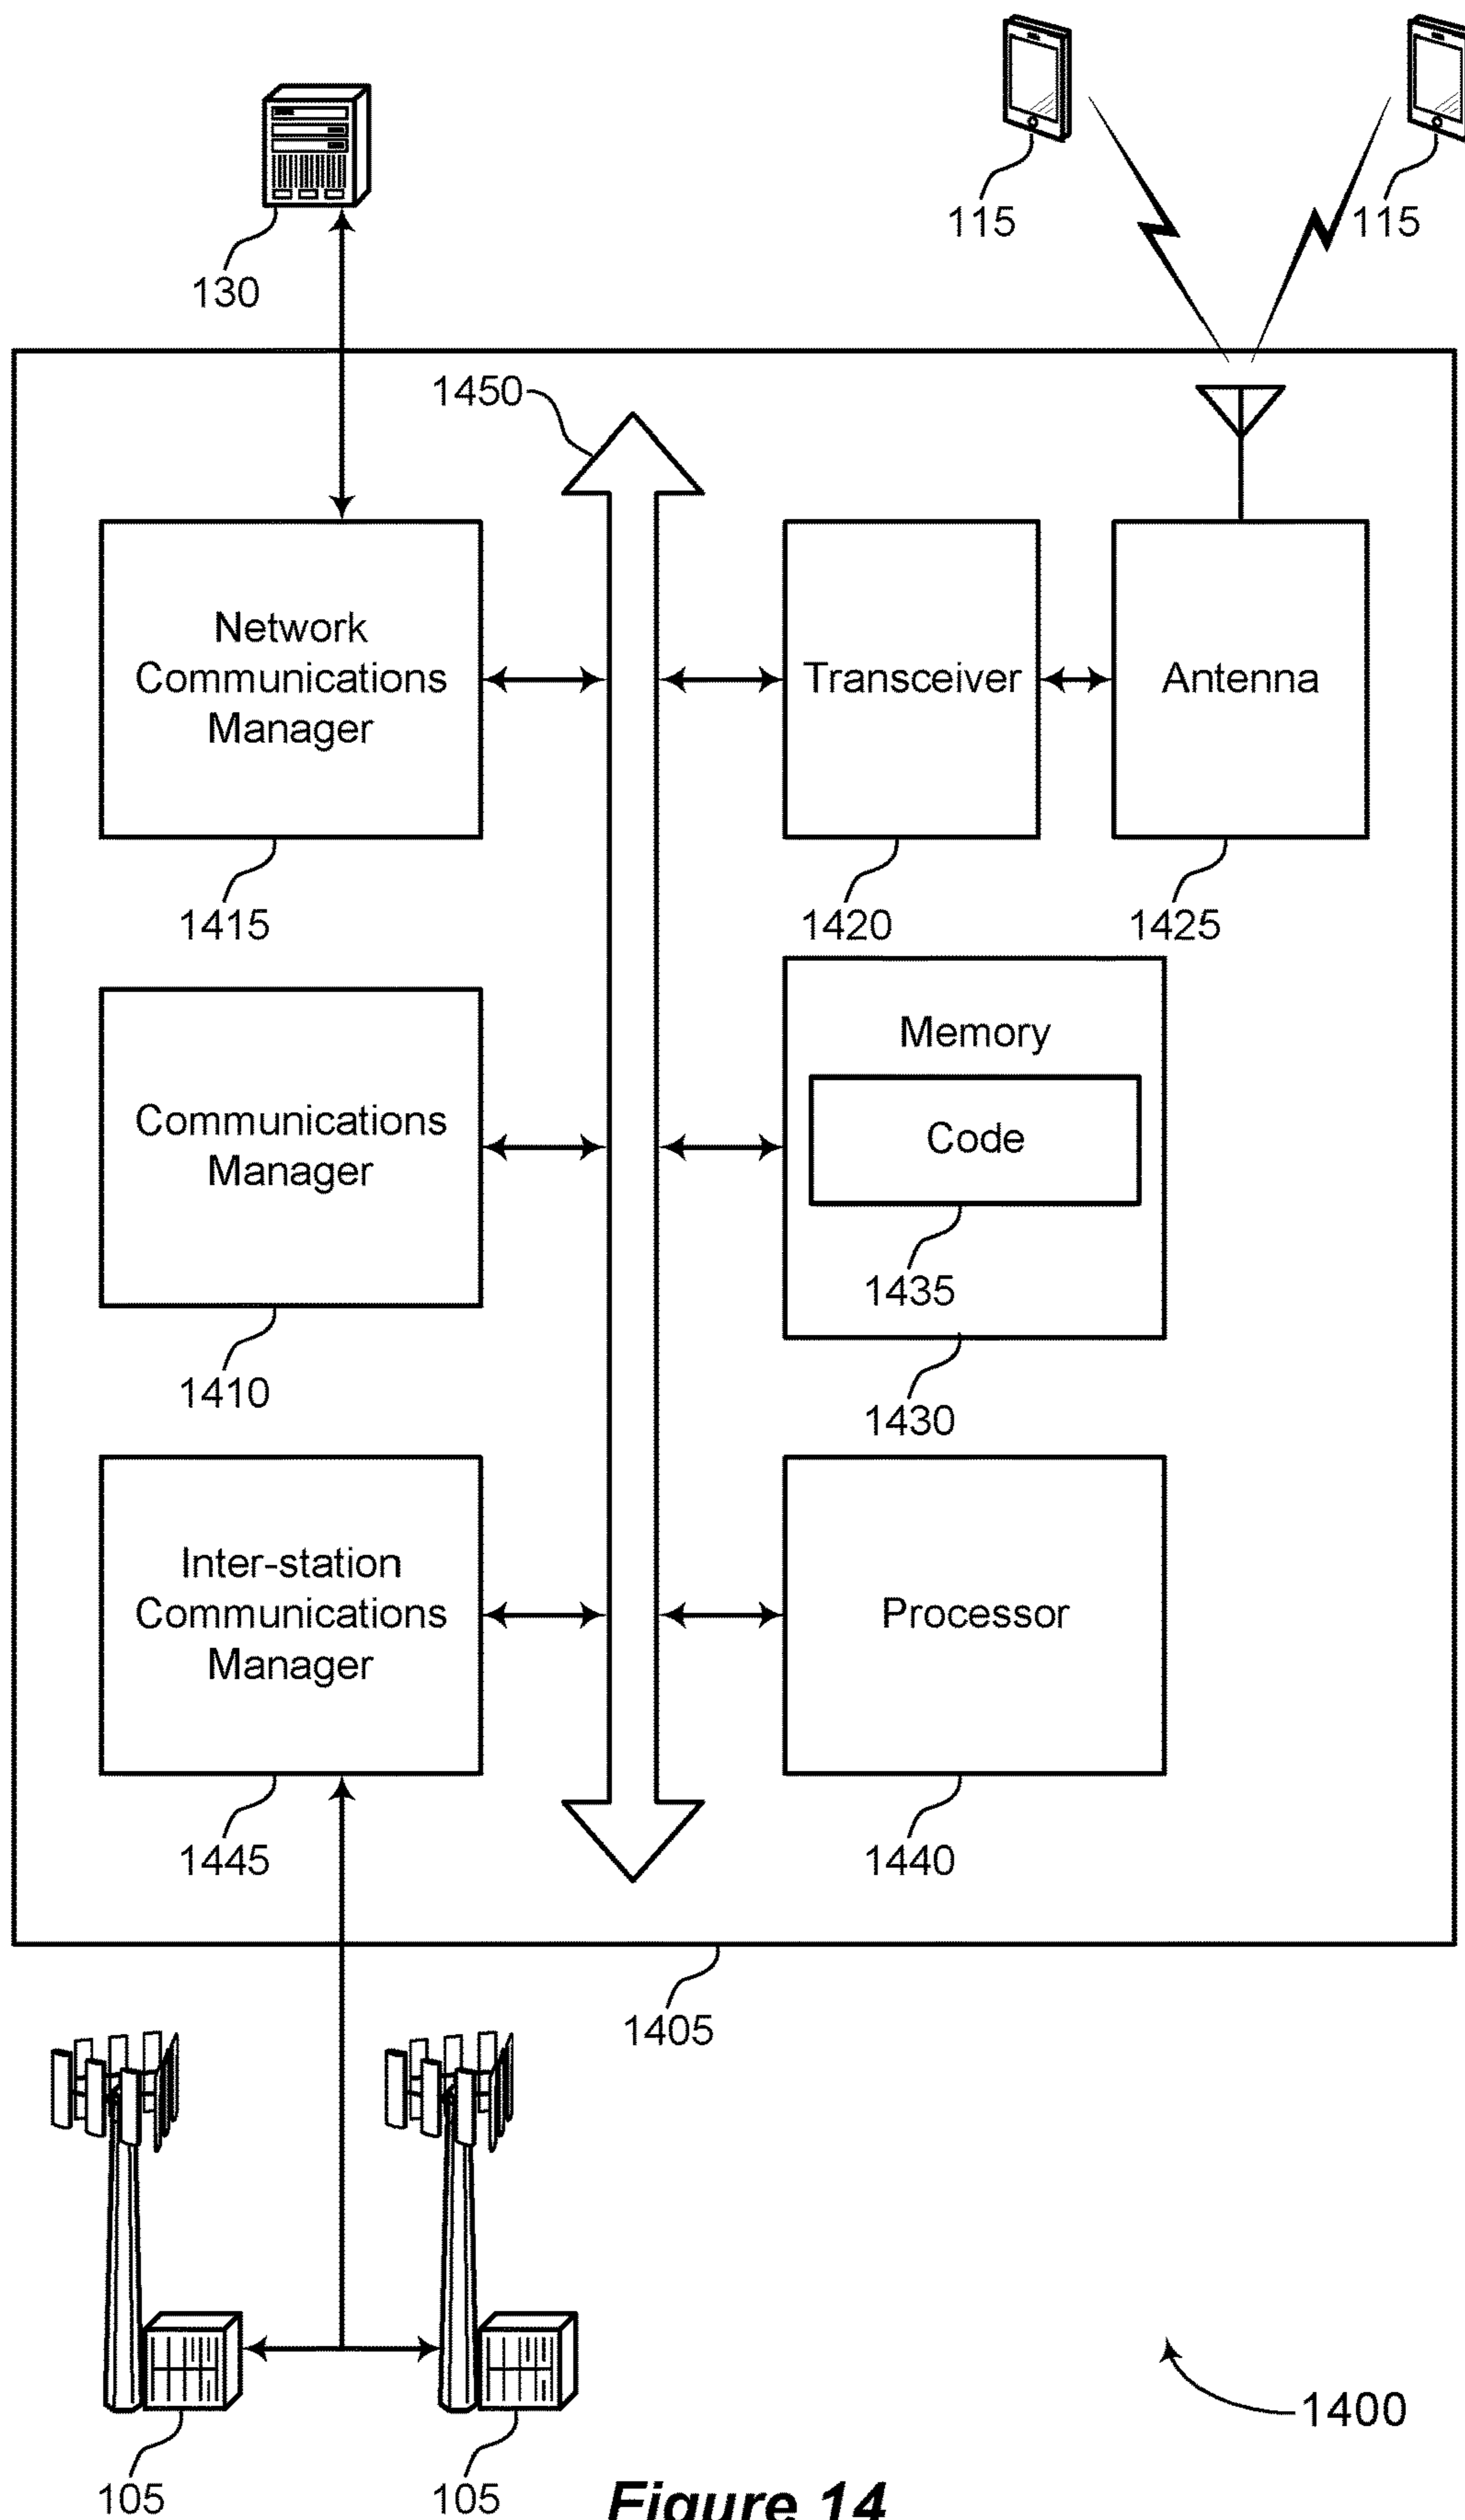 115
115
130
1450
Network
Communications
Manager
Transceiver
Antenna
1415
1420
1425
Memory
Communications
Manager
Code
1435
1410
1430
Inter-station
Communications
Manager
Processor
1445
1440
1405
1400
105
105
Figure 14